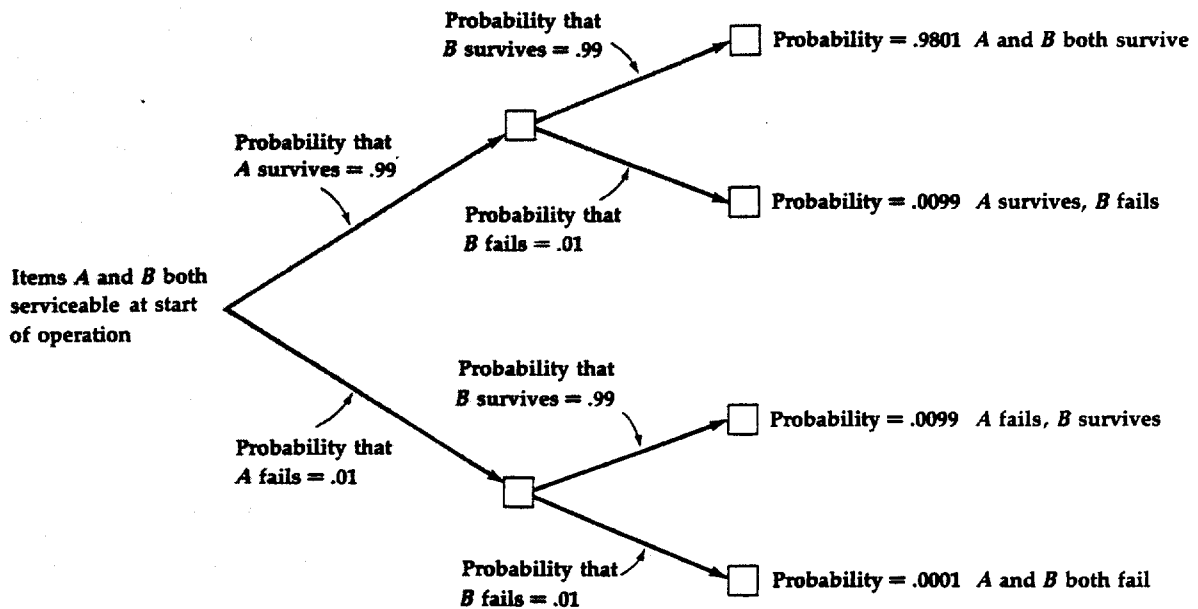 Probability that
B survives = .99
Probability = .9801 A and B both survive
Probability that
A survives = .99
Probability that
B fails = .01
Probability = .0099 A survives, B fails
Items A and B both
serviceable at start
of operation
Probability that
B survives = .99
Probability = .0099 A fails, B survives
Probability that
A fails = .01
Probability that
B fails = .01
Probability = .0001 A and B both fail